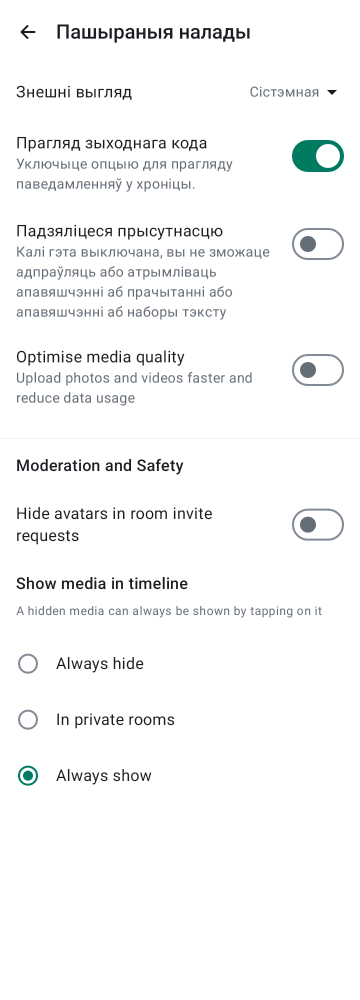 Пашыраныя налады
Знешні выгляд
Сістэмная
Прагляд зыходнага кода
Уключыце опцыю для прагляду
паведамленняў у хроніцы.
Падзяліцеся прысутнасцю
Калі гэта выключана, вы не зможаце
адпраўляць або атрымліваць
апавяшчэнні аб прачытанні або
апавяшчэнні аб наборы тэксту
Optimise media quality
Upload photos and videos faster and
reduce data usage
Moderation and Safety
Hide avatars in room invite
requests
Show media in timeline
A hidden media can always be shown by tapping on it
Always hide
In private rooms
Always show